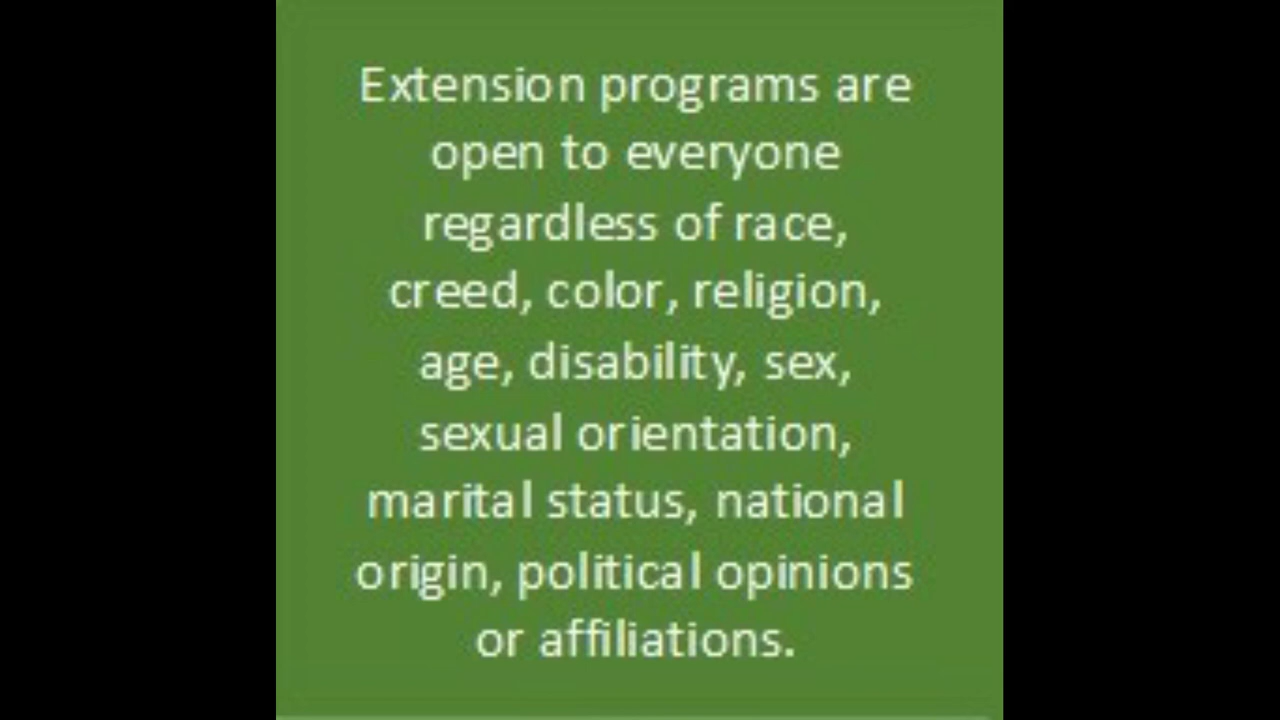 Extension programs are
open to everyone
regardless of race,
creed, color, religion,
age, disability, sex,
sexual orientation,
marital status, national
origin, political opinions
or affiliations.